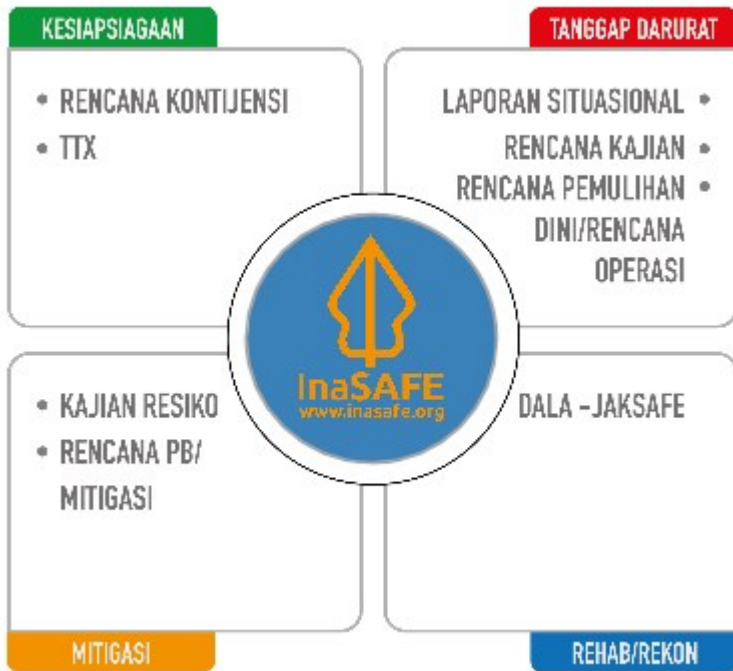 KESIAPSIAGAAN
• RENCANA KONTIJENSI
• TTX
TANGGAP DARURAT
LAPORAN SITUASIONAL •
RENCANA KAJIAN •
RENCANA PEMULIHAN •
DINI/RENCANA
OPERASI
InaSAFE
www.inasafe.org
• KAJIAN RESIKO
• RENCANA PB/
MITIGASI
MITIGASI
DALA -JAKSAFE
REHAB/REKON